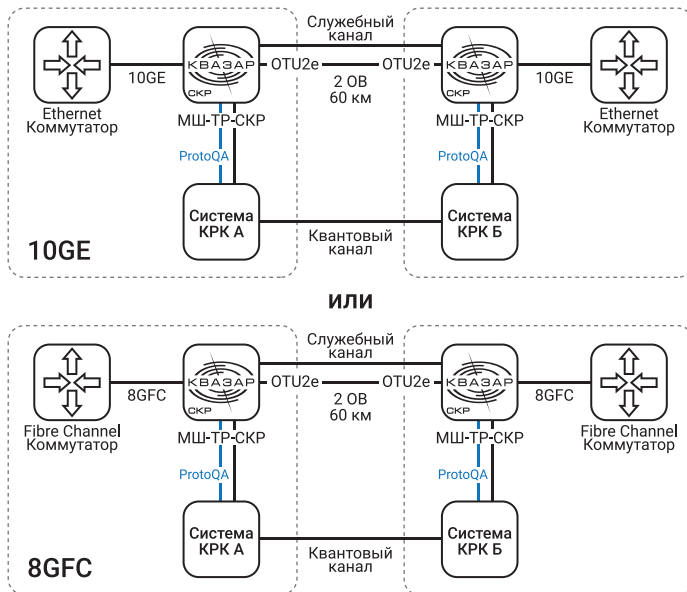 Служебный
канал
КВАЗАР
СКР
OTU2e
OTU2e
КВАЗАР
СКР
10GE
2 ОВ
60 км
10GE
Ethernet
Коммутатор
МШ-ТР-СКР
МШ-ТР-СКР
Ethernet
Коммутатор
ProtoQA
ProtoQA
Система
КРК А
Система
КРК Б
Квантовый
канал
10GE
или
Служебный
канал
КВАЗАР
СКР
OTU2e
OTU2e
КВАЗАР
СКР
8GFC
2 ОВ
60 км
8GFC
Fibre Channel
Коммутатор
МШ-ТР-СКР
МШ-ТР-СКР
Fibre Channel
Коммутатор
ProtoQA
ProtoQA
Система
КРК А
Система
КРК Б
Квантовый
канал
8GFC